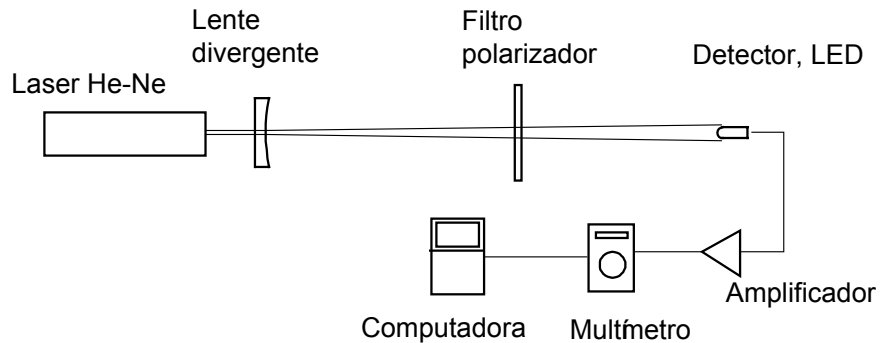 Lente
divergente
Filtro
polarizador
Detector, LED
Laser He-Ne
Amplificador
Computadora
Multímetro